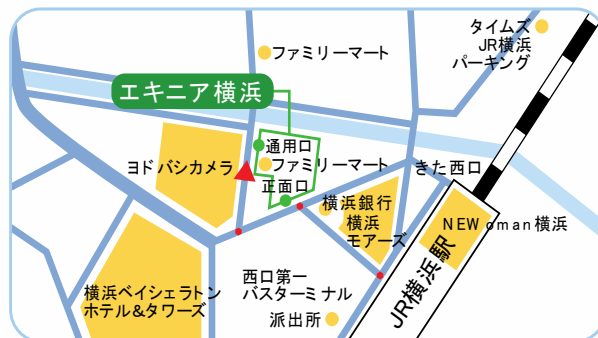 タイムズ
JR横浜
パーキング
ファミリーマート
エキニア横浜
通用口
ヨドバシカメラ
ファミリーマート
きた西口
正面口
横浜銀行
横浜
モアーズ
NEWoman横浜
JR横浜駅
西口第一
バスターミナル
横浜ベイシェラトン
ホテル&タワーズ
派出所